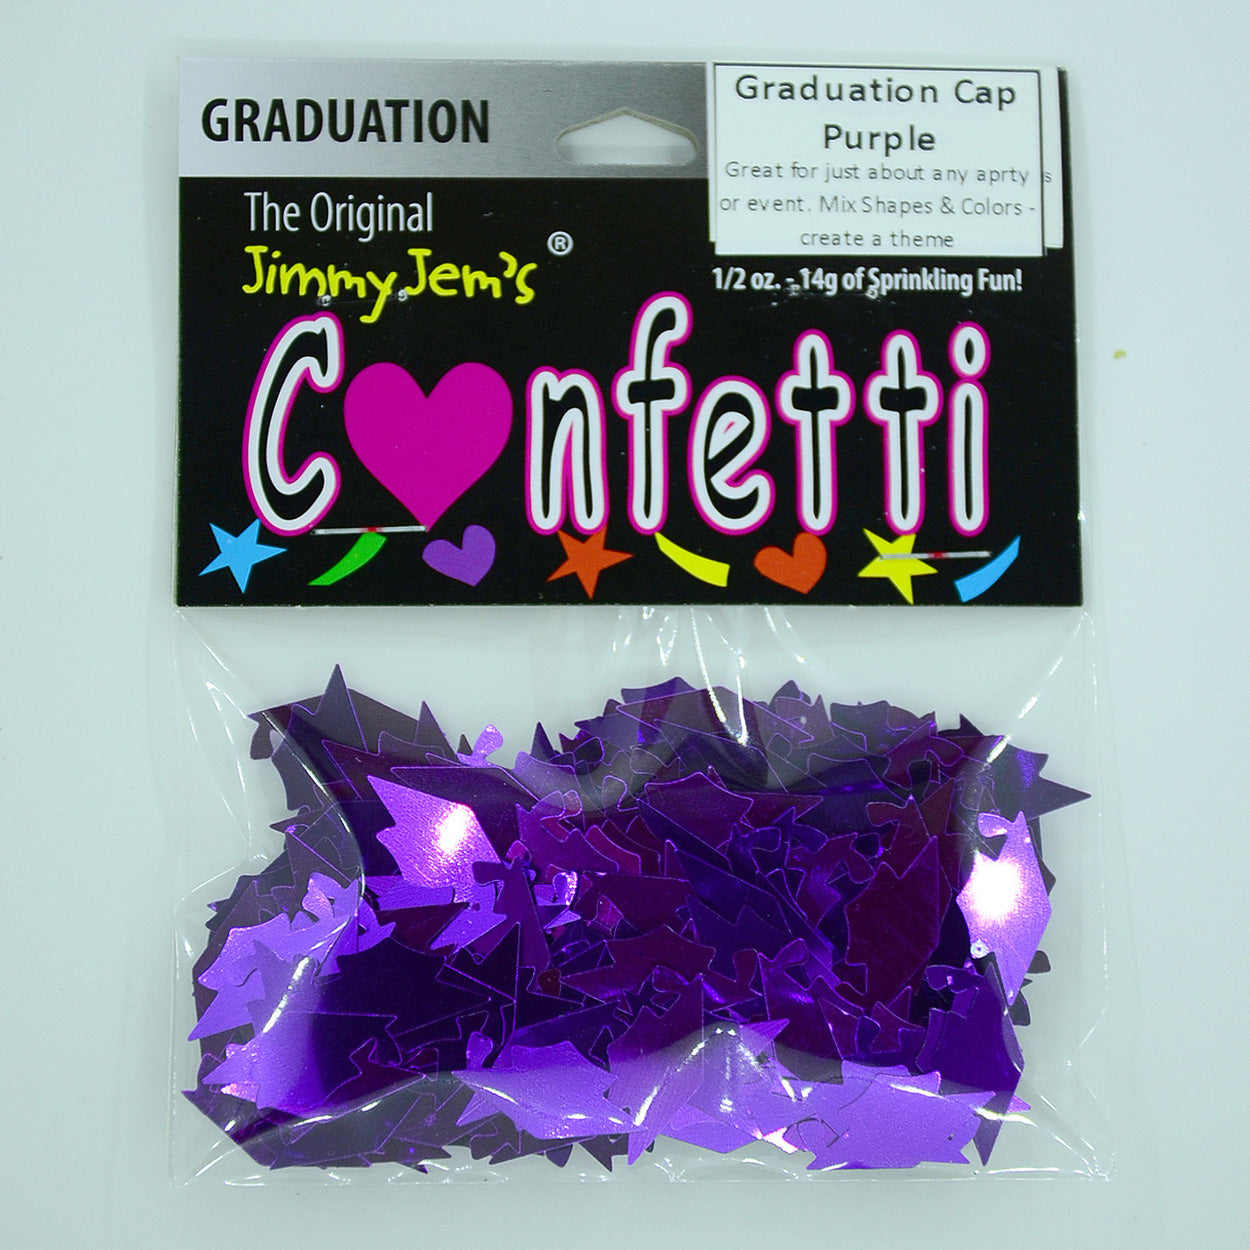 GRADUATION
Graduation Cap
Purple
Great for just about any aprty s
or event. Mix Shapes & Colors -
create a theme
The Original
Jimmy Jem's ®
1/2 oz. - 14g of Sprinkling Fun!
Confetti